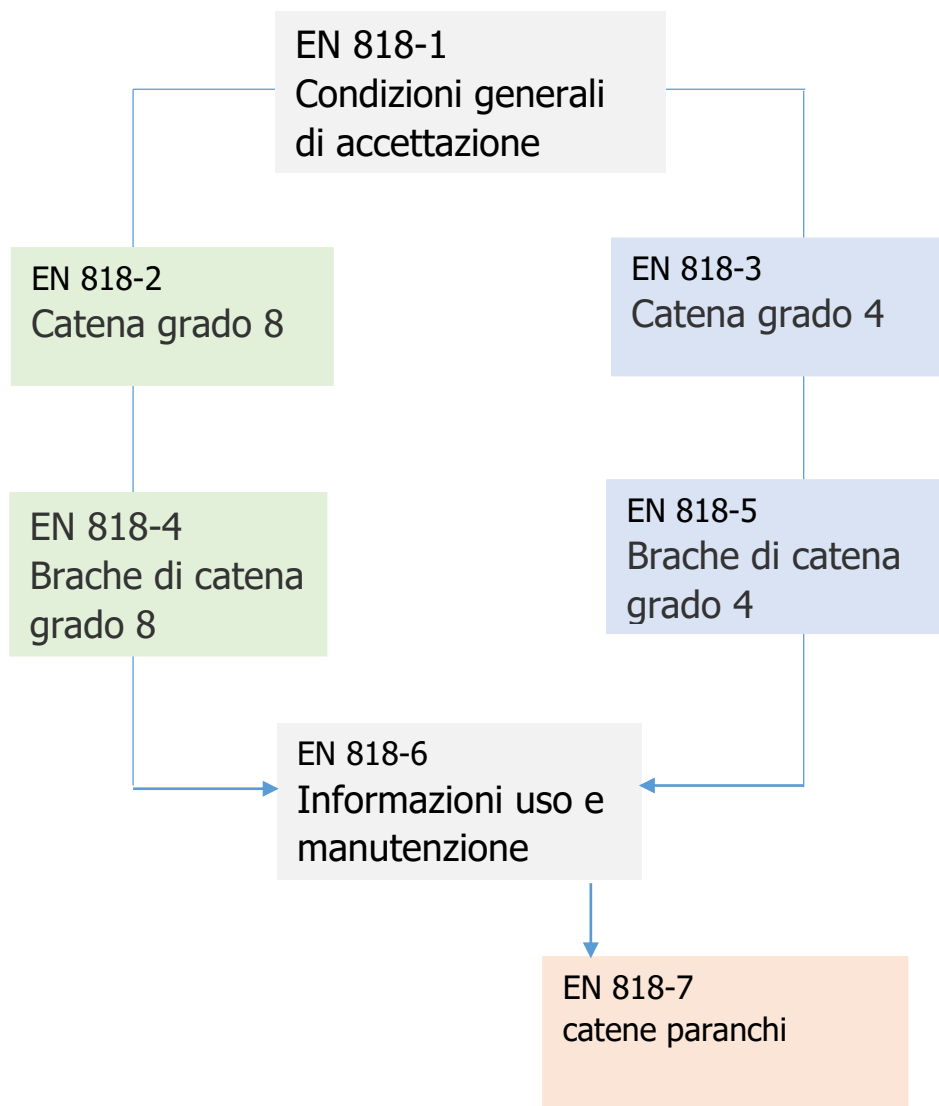 EN 818-1
Condizioni generali
di accettazione
EN 818-2
Catena grado 8
EN 818-3
Catena grado 4
EN 818-4
Brache di catena
grado 8
EN 818-5
Brache di catena
grado 4
EN 818-6
Informazioni uso e
manutenzione
EN 818-7
catene paranchi